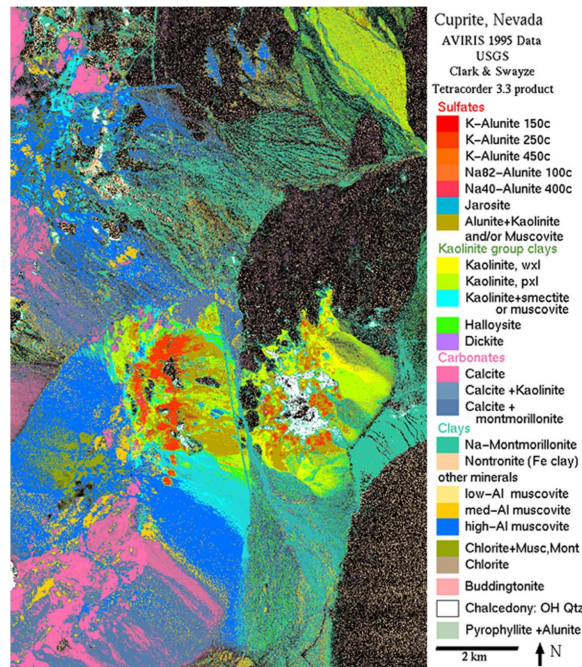 Cuprite, Nevada
AVIRIS 1995 Data
USGS
Clark & Swayze
Tetracorder 3.3 product
Sulfates
K-Alunite 150c
K-Alunite 250c
K-Alunite 450c
Na82-Alunite 100c
Na40-Alunite 400c
Jarosite
Alunite+Kaolinite
and/or Muscovite
Kaolinite group clays
Kaolinite, wxl
Kaolinite, pxl
Kaolinite+smectite
or muscovite
Halloysite
Dickite
Carbonates
Calcite
Calcite +Kaolinite
Calcite +
montmorillonite
Clays
Na-Montmorillonite
Nontronite (Fe clay)
other minerals
low-Al muscovite
med-Al muscovite
high-Al muscovite
Chlorite+Musc,Mont
Chlorite
Buddingtonite
Chalcedony: OH Qtz
Pyrophyllite +Alunite
2 km
N